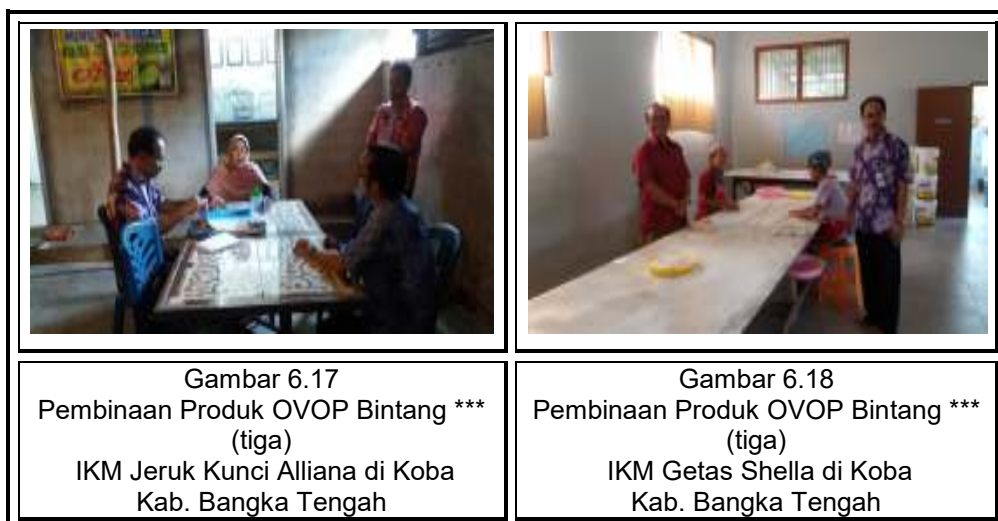 Gambar 6.17
Pembinaan Produk OVOP Bintang ***
(tiga)
IKM Jeruk Kunci Alliana di Koba
Kab. Bangka Tengah
Gambar 6.18
Pembinaan Produk OVOP Bintang ***
(tiga)
IKM Getas Shella di Koba
Kab. Bangka Tengah